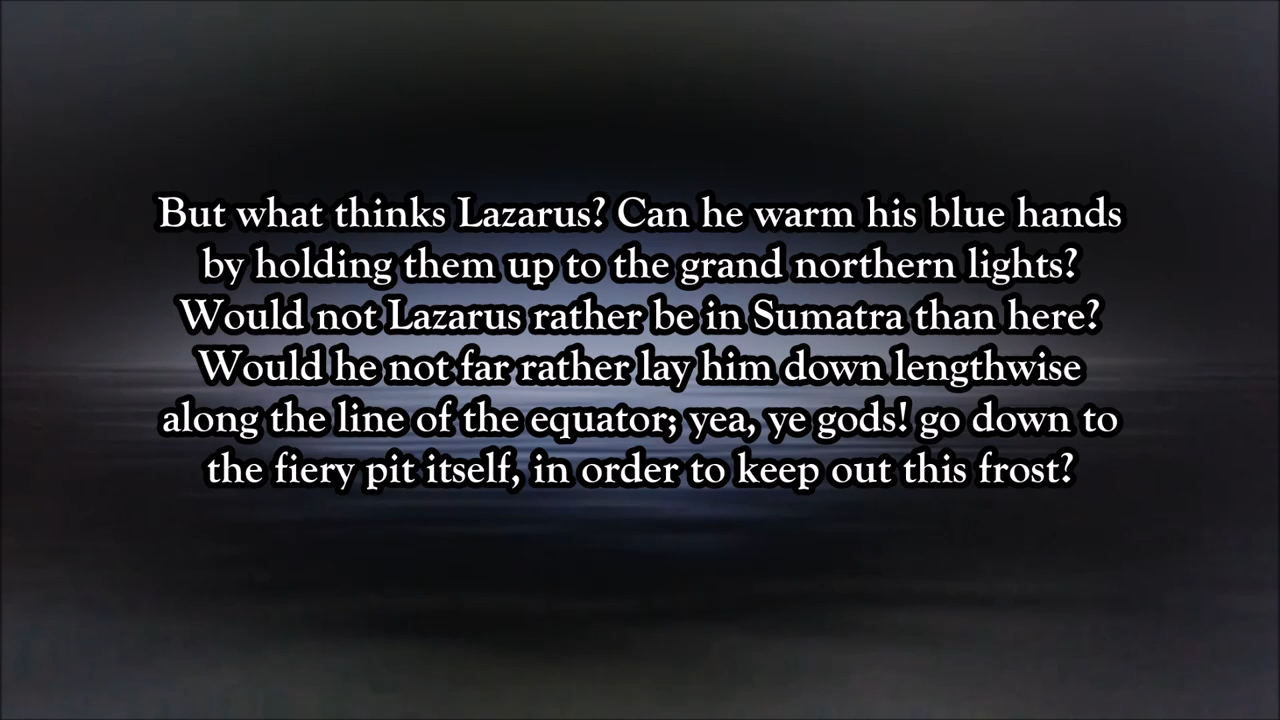 But what thinks Lazarus? Can he warm his blue hands
by holding them up to the grand northern lights?
Would not Lazarus rather be in Sumatra than here?
Would he not far rather lay him down lengthwise
along the line of the equator; yea, ye gods! go down to
the fiery pit itself, in order to keep out this frost?